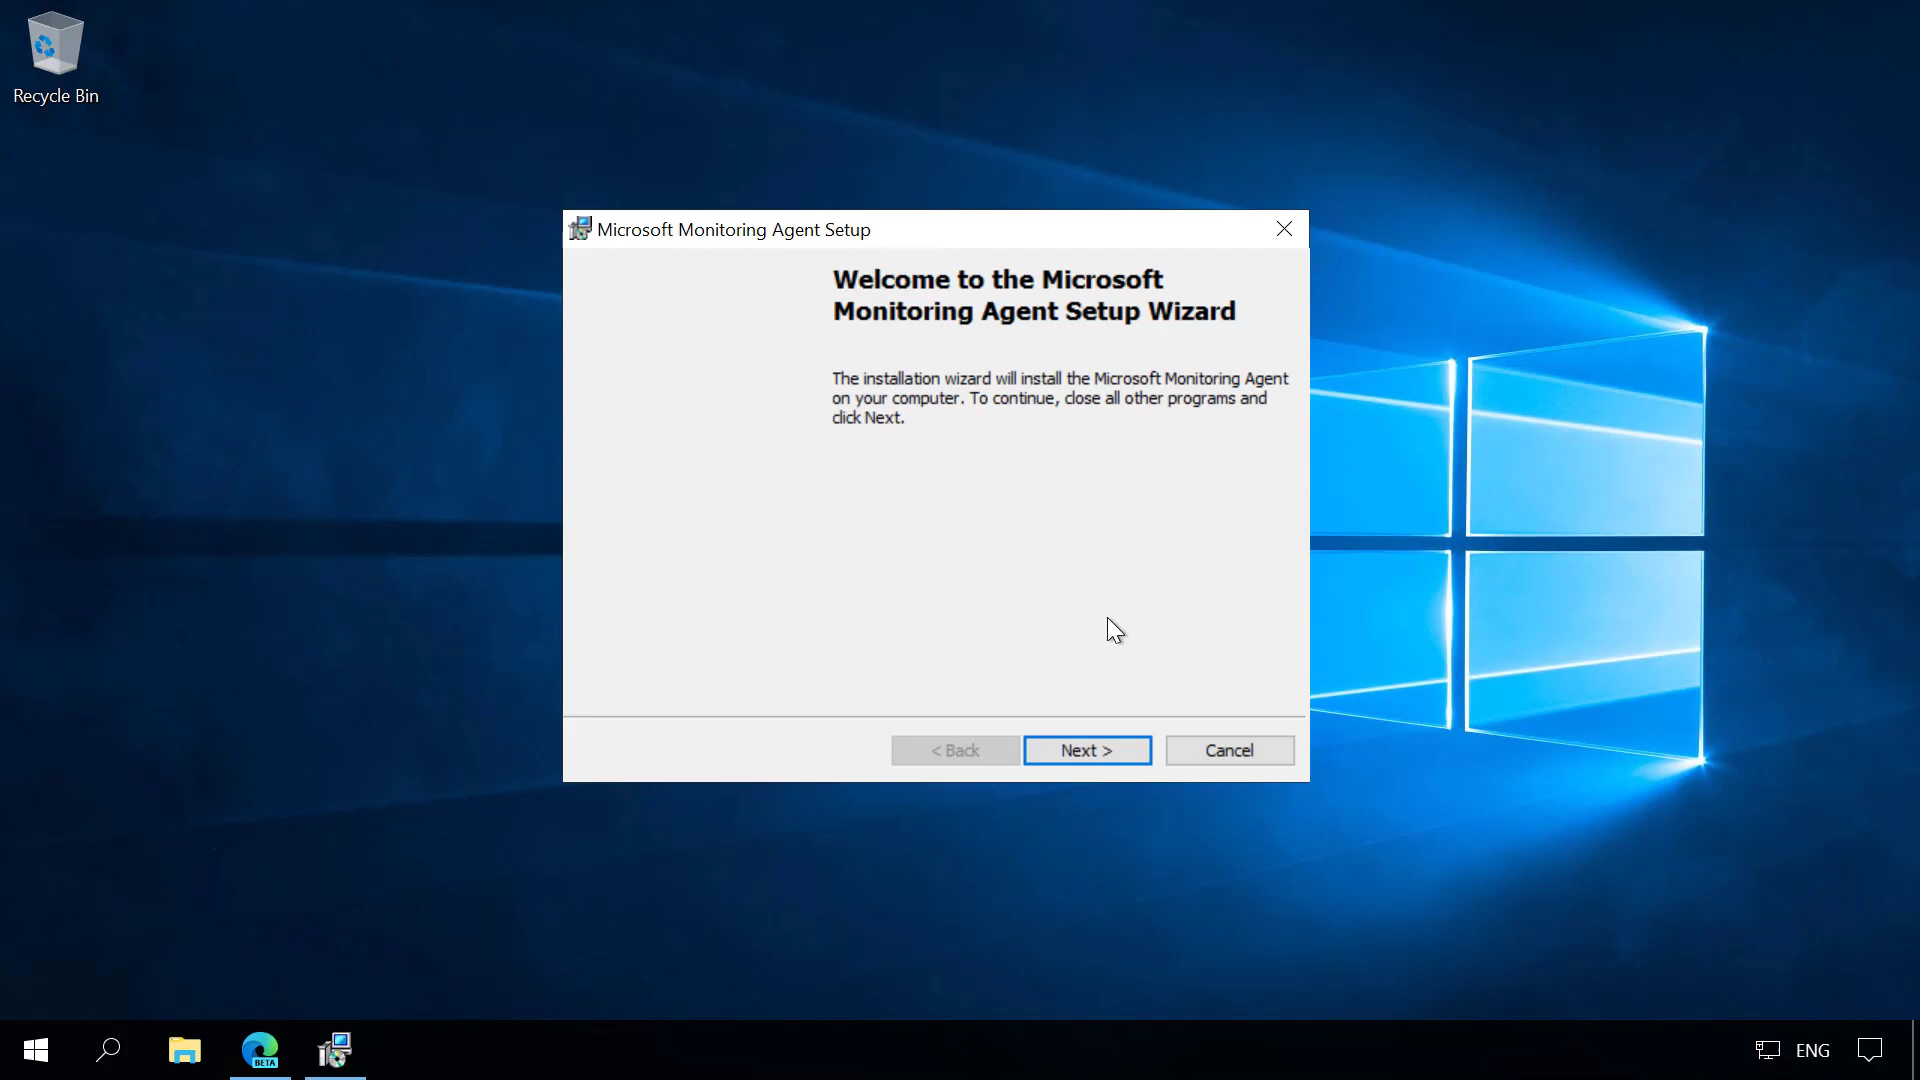 Recycle Bin
Microsoft Monitoring Agent Setup
Welcome to the Microsoft
Monitoring Agent Setup Wizard
The installation wizard will install the Microsoft Monitoring Agent
on your computer. To continue, close all other programs and
click Next.
< Back
Next >
Cancel
BETA
ENG